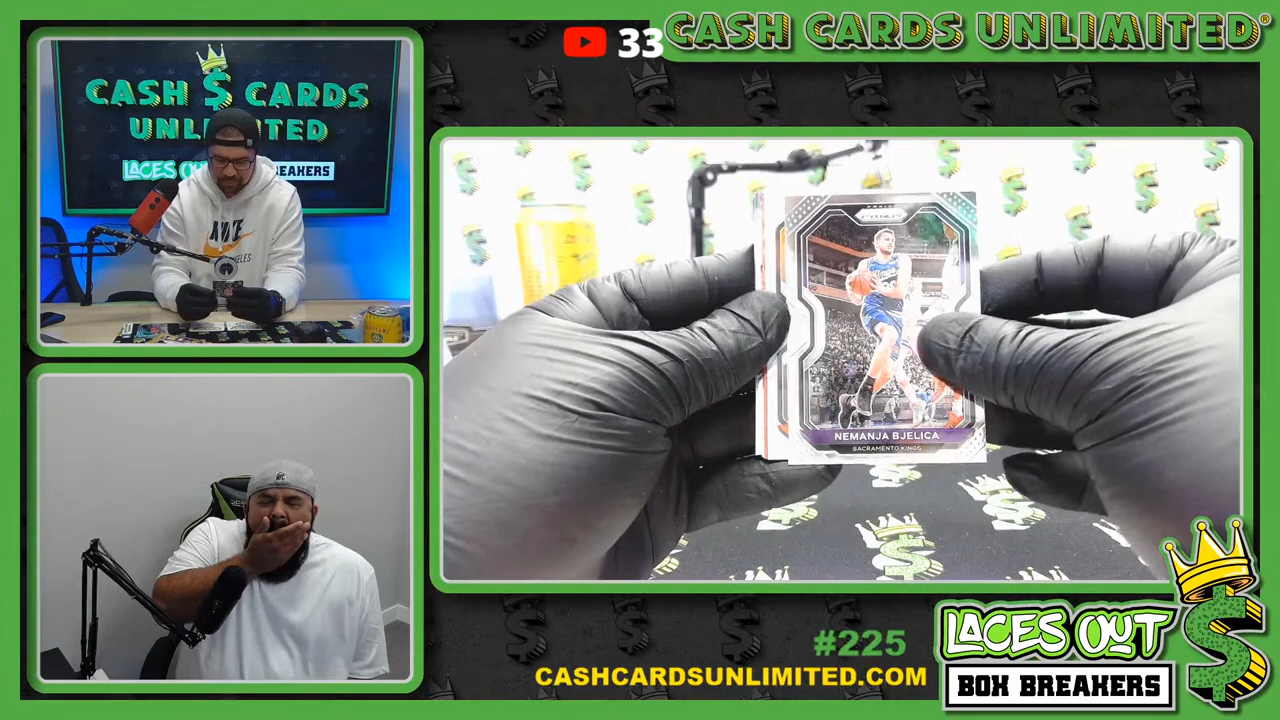 33
CASH CARDS UNLIMITED®
CASH $ CARDS
UNLIMITED
LACES OUT
BREAKERS
NIKE
PRIZM
NEMANJA BJELICA
SACRAMENTO KINGS
#225
CASHCARDSUNLIMITED.COM
LACES OUT
BOX BREAKERS